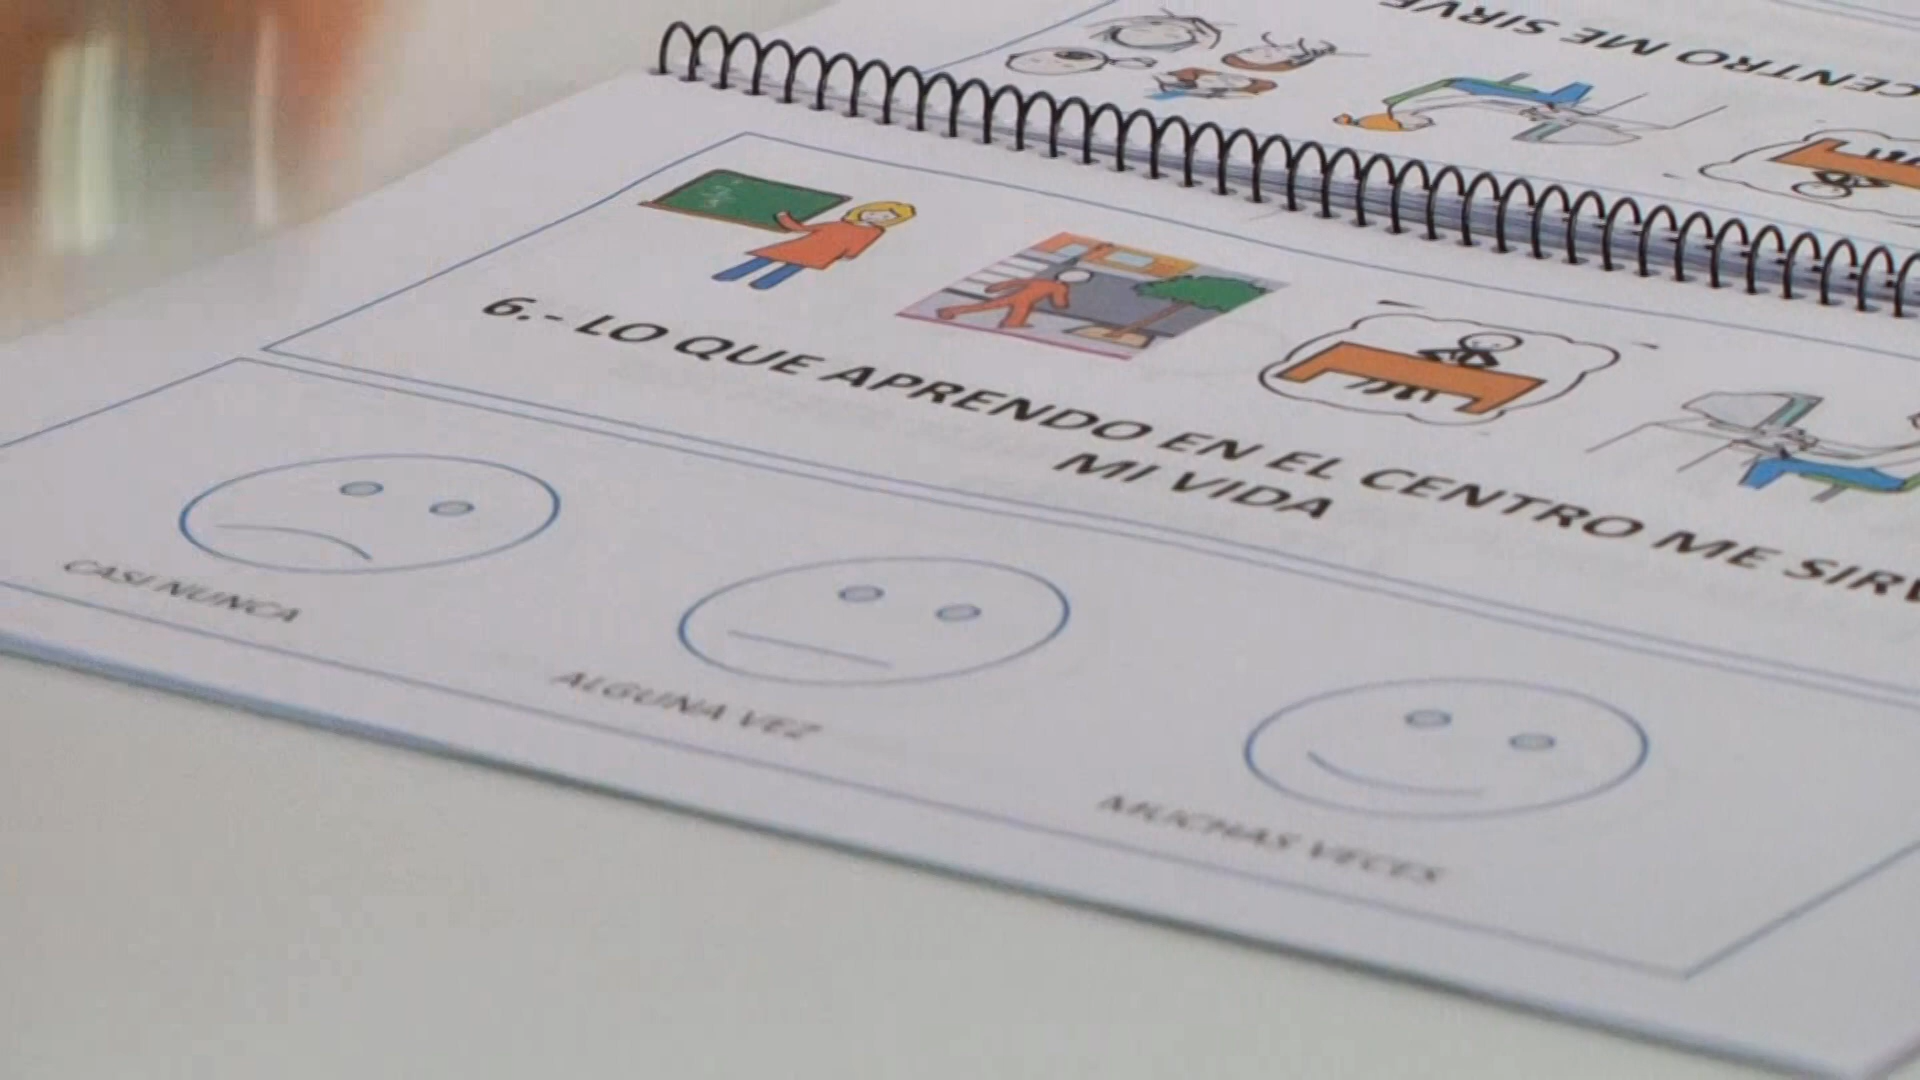 CENTRO ME SIRVE
6.- LO QUE APRENDO EN EL CENTRO ME
MI VIDA
CASI NUNCA
ALGUNA VEZ
MUCHAS VECES